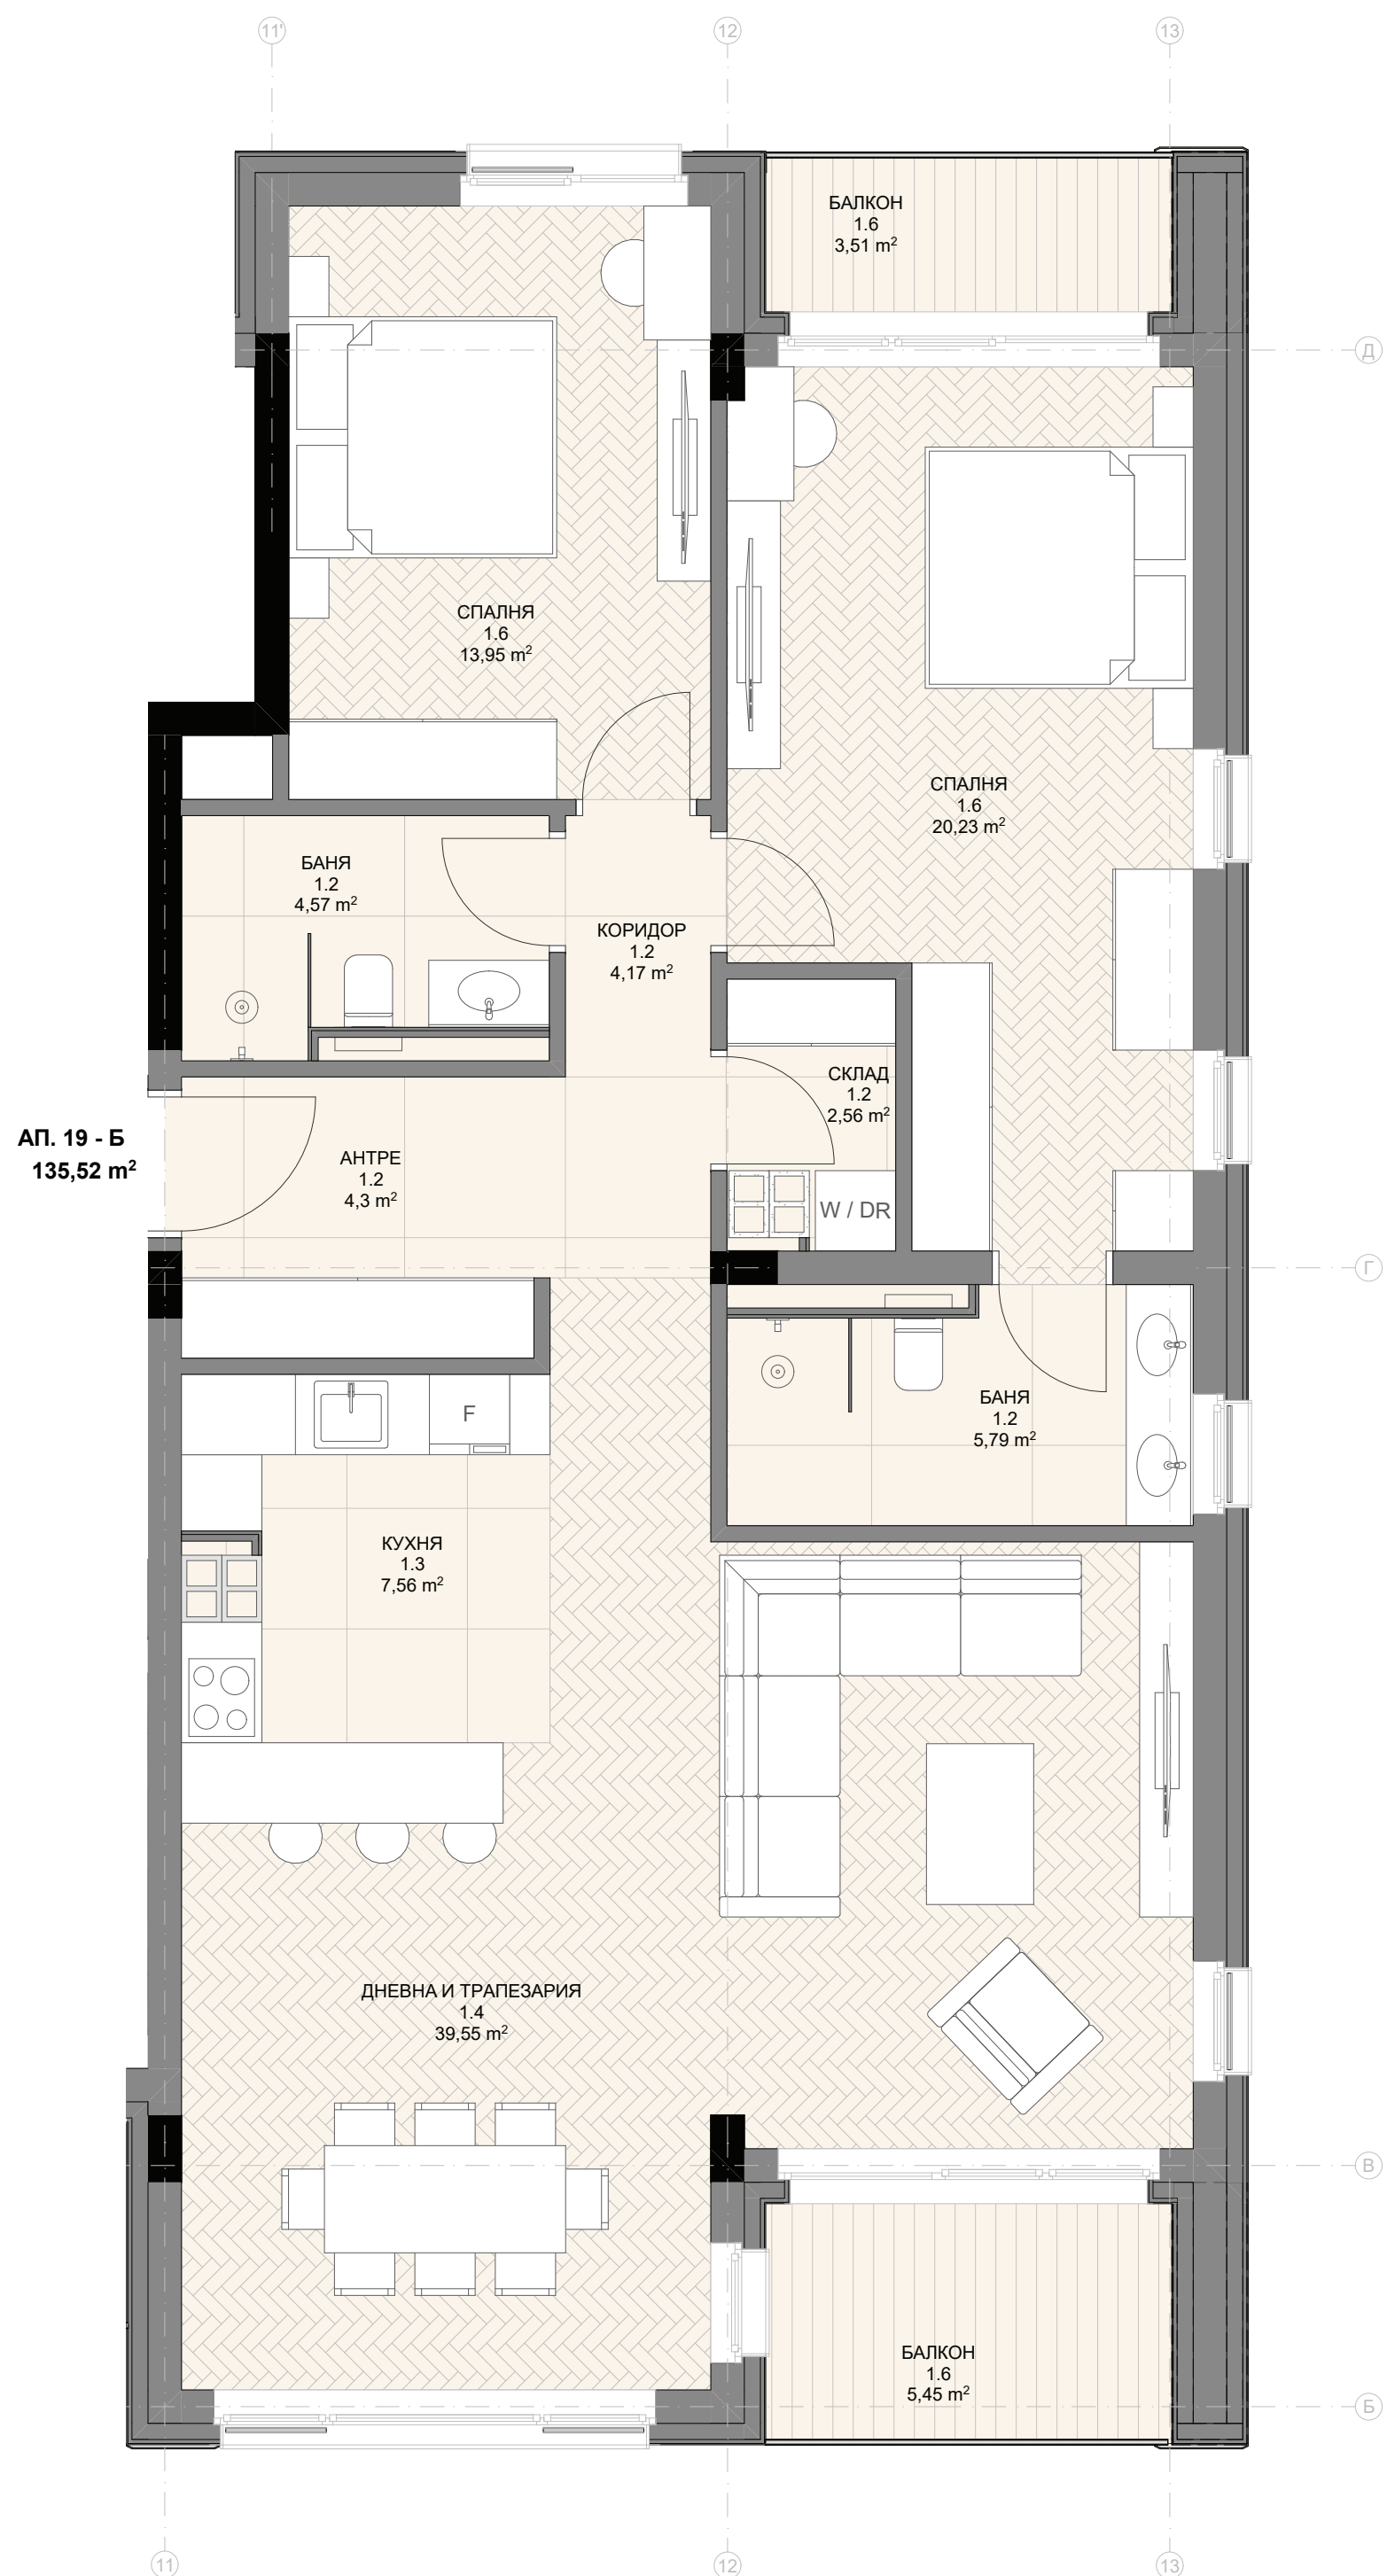 11'
12
13
БАЛКОН
1.6
3,51 m²
Д
СПАЛНЯ
1.6
13,95 m²
СПАЛНЯ
1.6
20,23 m²
БАНЯ
1.2
4,57 m²
КОРИДОР
1.2
4,17 m²
СКЛАД
1.2
2,56 m²
АП. 19 - Б
135,52 m²
АНТРЕ
1.2
4,3 m²
W / DR
Г
F
БАНЯ
1.2
5,79 m²
КУХНЯ
1.3
7,56 m²
ДНЕВНА И ТРАПЕЗАРИЯ
1.4
39,55 m²
В
БАЛКОН
1.6
5,45 m²
Б
11
12
13